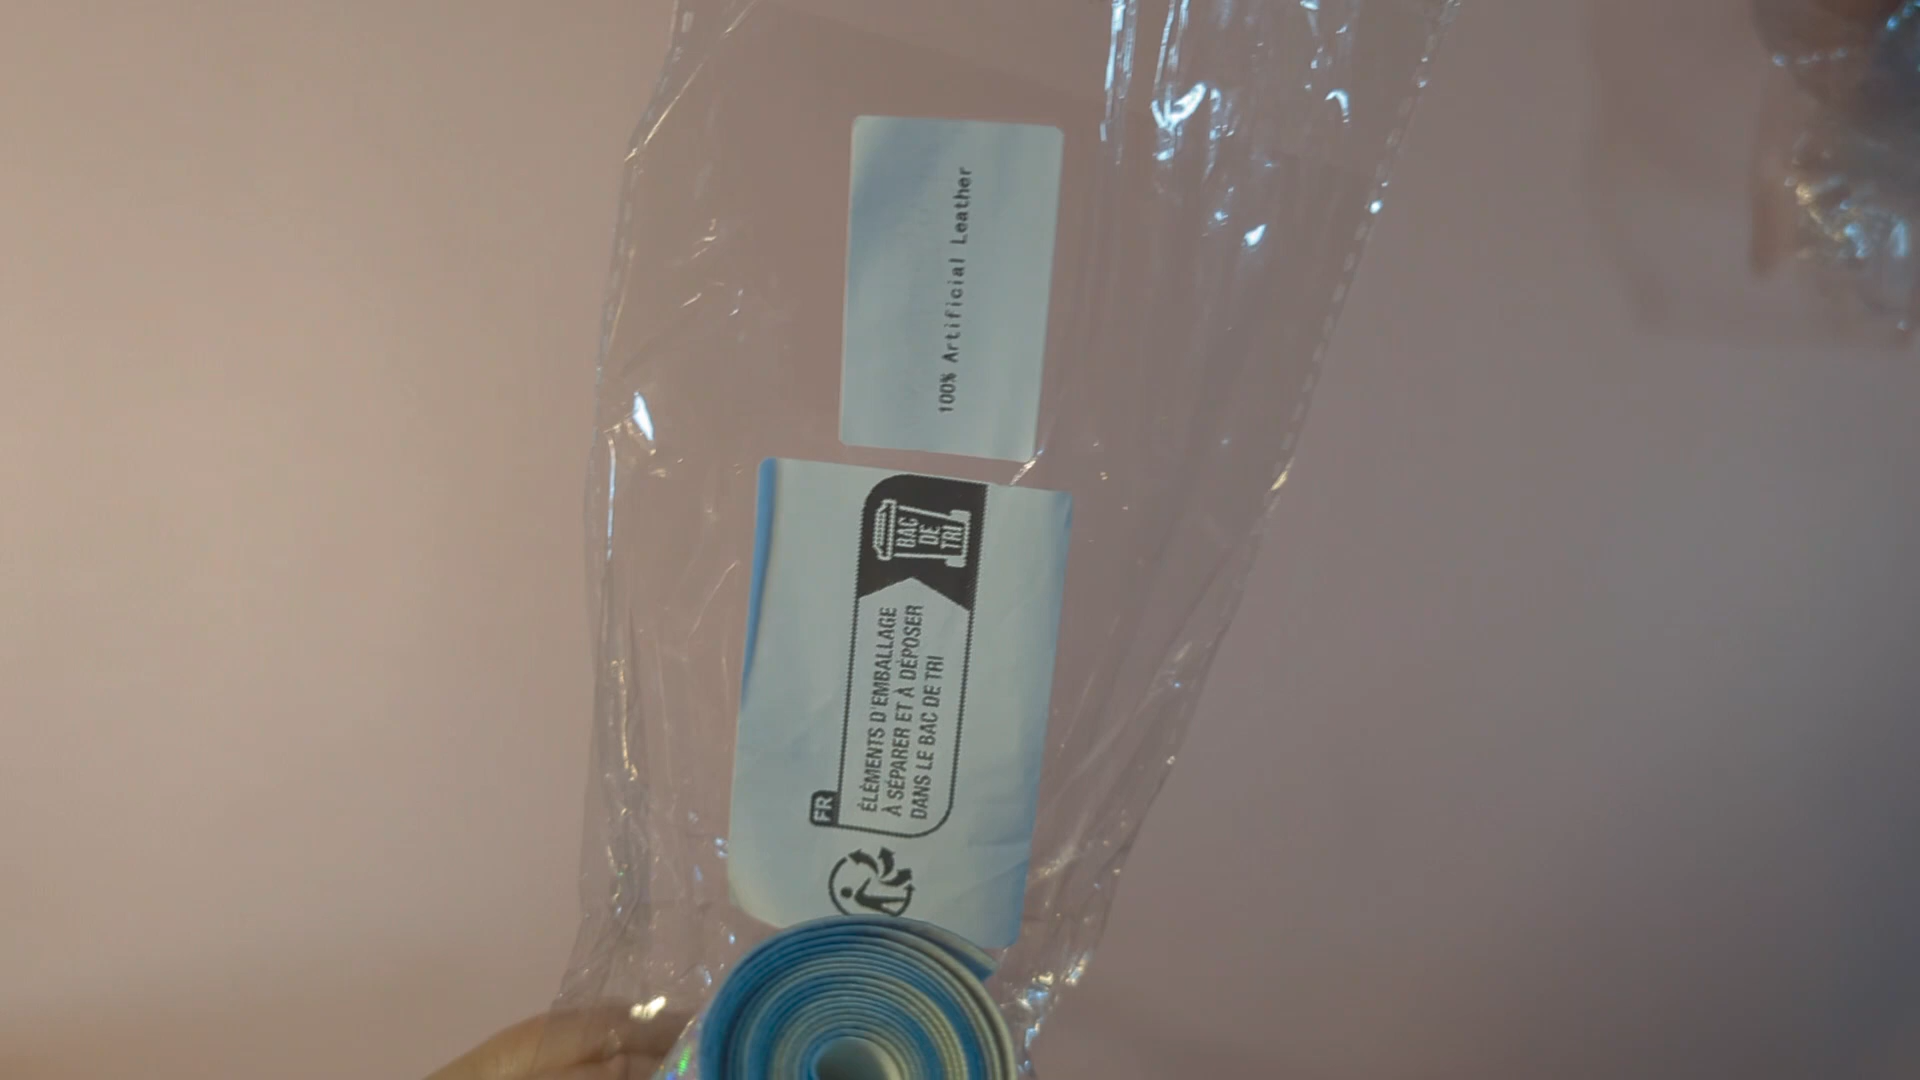 100% Artificial Leather
FR
ÉLÉMENTS D'EMBALLAGE
À SÉPARER ET À DÉPOSER
DANS LE BAC DE TRI
BAC
DE
TRI